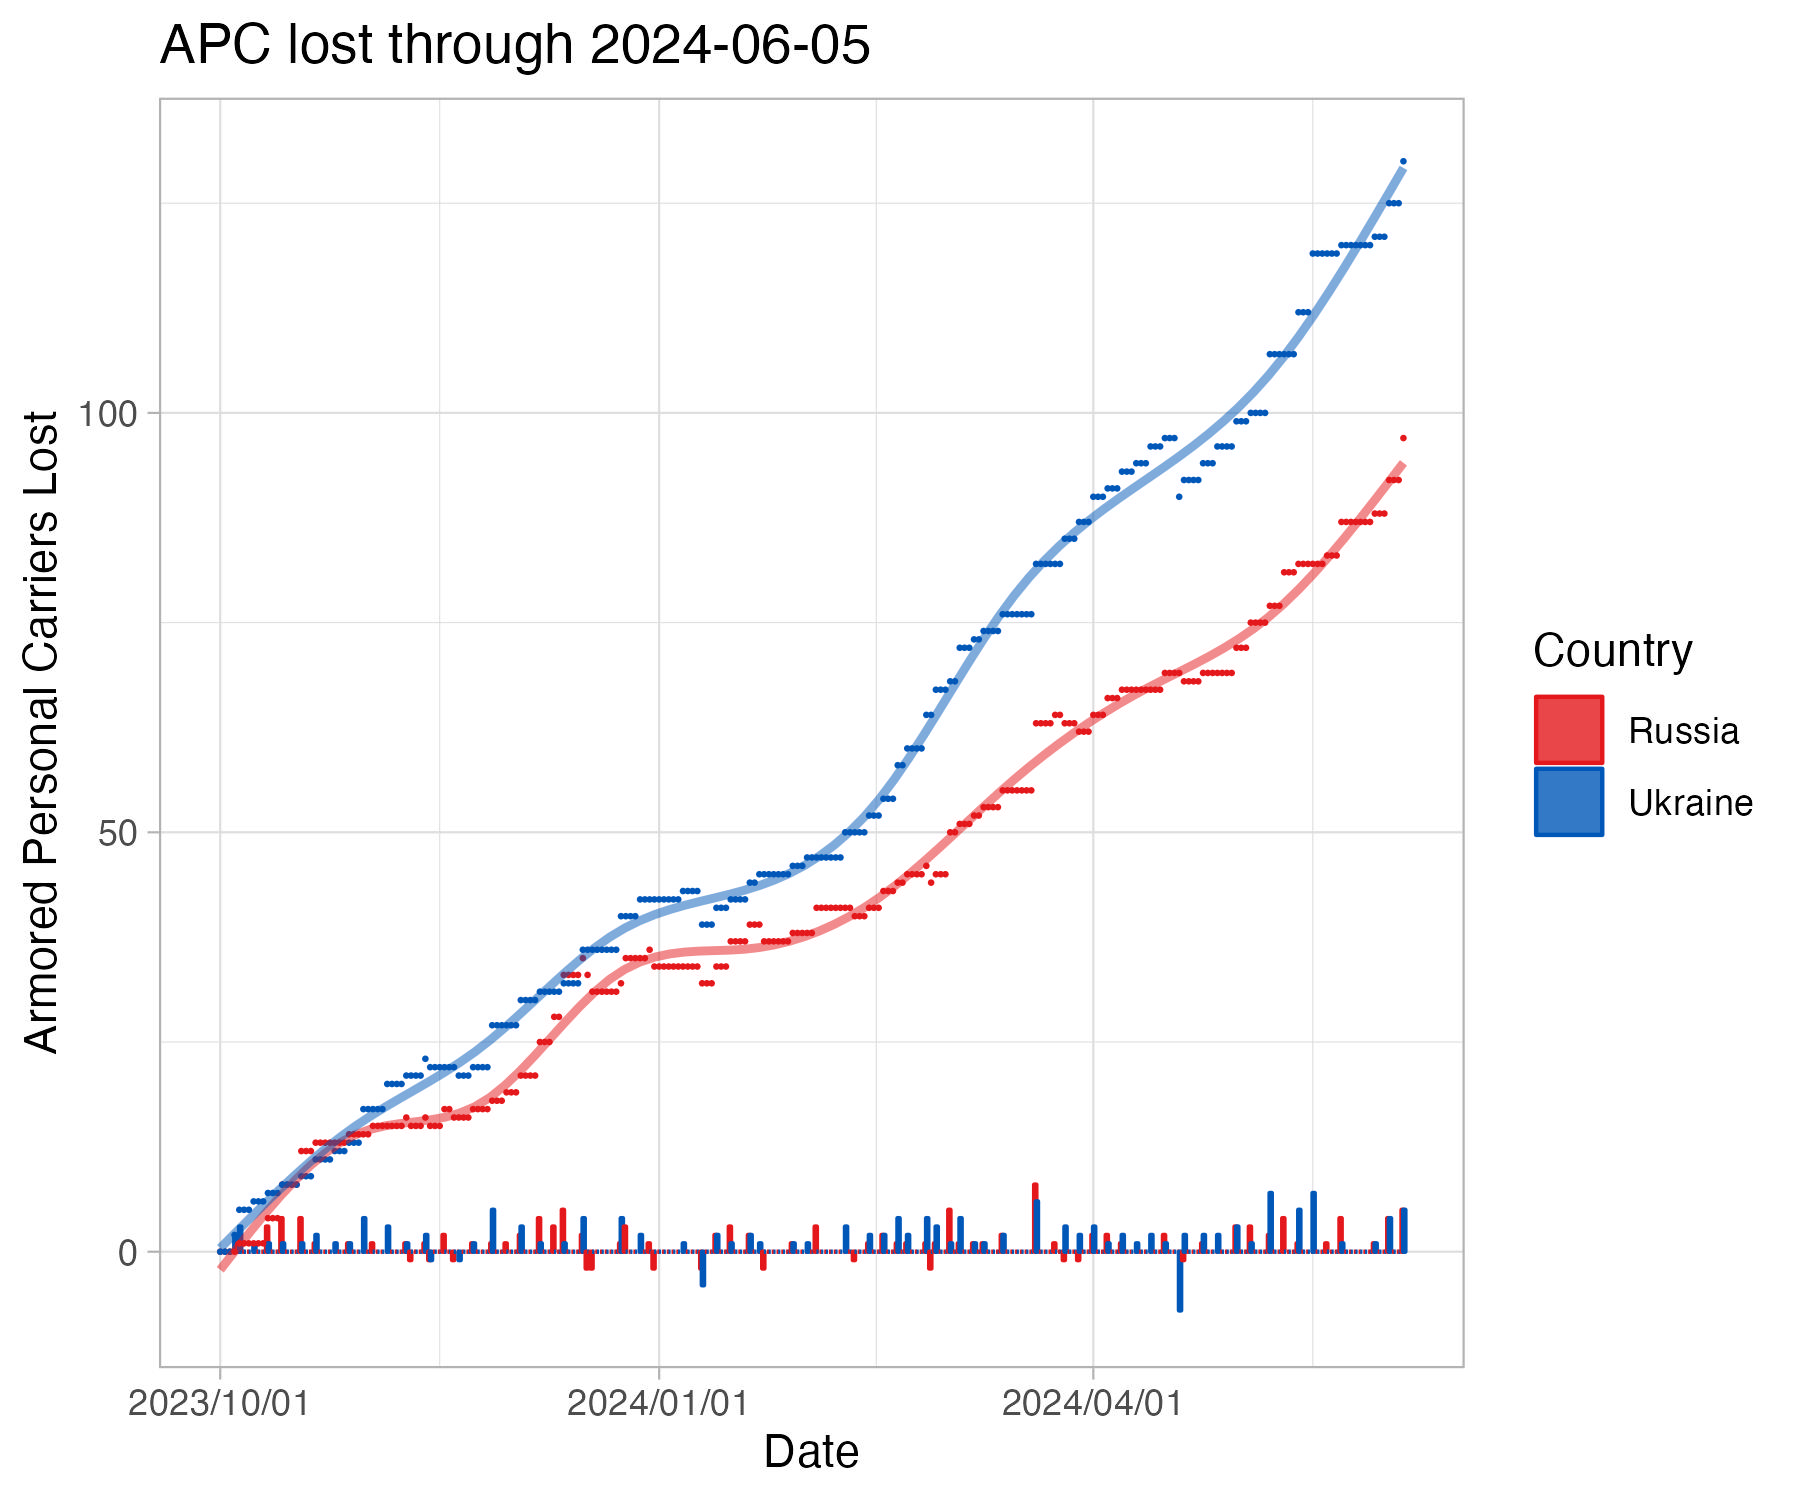 APC lost through 2024-06-05
Armored Personal Carriers Lost
100
50
0
2023/10/01
2024/01/01
2024/04/01
Date
Country
Russia
Ukraine